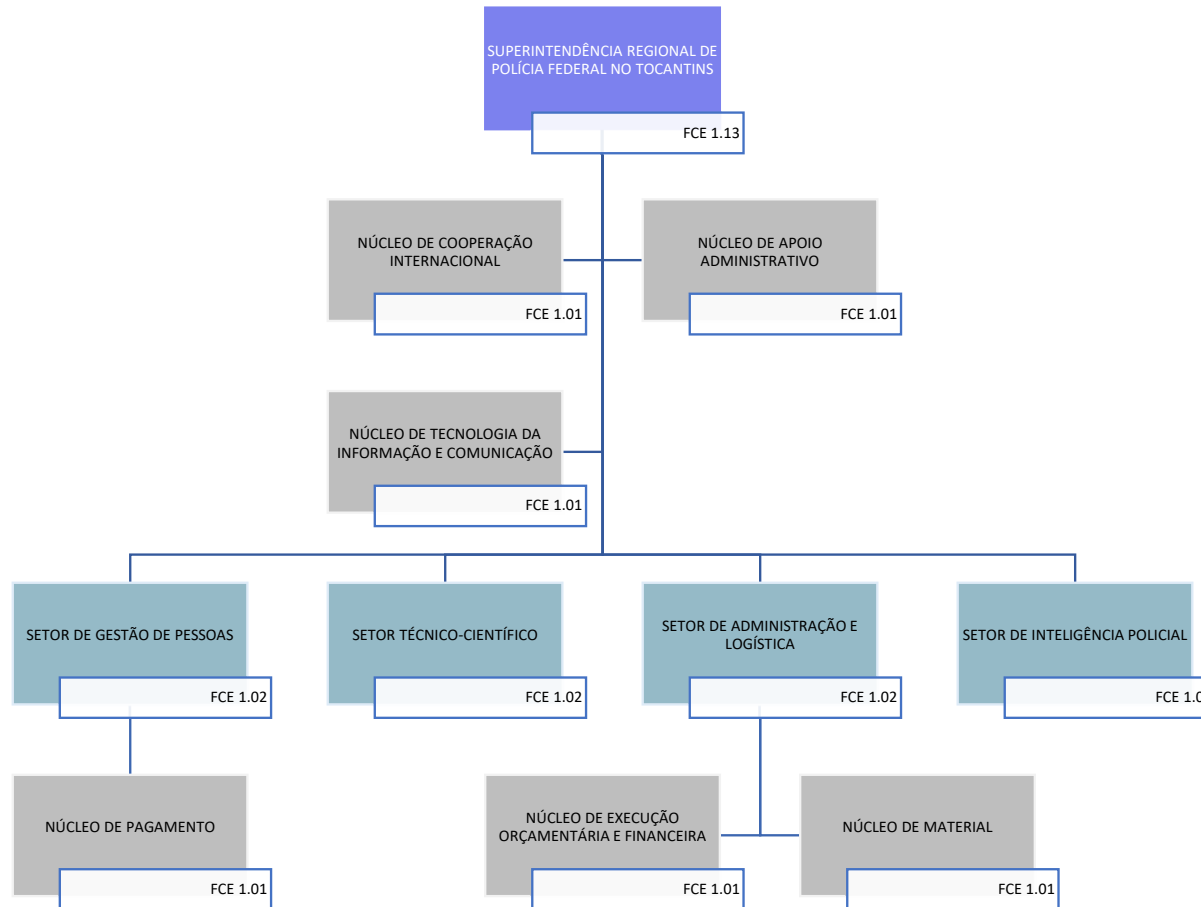 SUPERINTENDÊNCIA REGIONAL DE
POLÍCIA FEDERAL NO TOCANTINS
FCE 1.13
NÚCLEO DE COOPERAÇÃO
INTERNACIONAL
FCE 1.01
NÚCLEO DE APOIO
ADMINISTRATIVO
FCE 1.01
NÚCLEO DE TECNOLOGIA DA
INFORMAÇÃO E COMUNICAÇÃO
FCE 1.01
SETOR DE GESTÃO DE PESSOAS
FCE 1.02
SETOR TÉCNICO-CIENTÍFICO
FCE 1.02
SETOR DE ADMINISTRAÇÃO E
LOGÍSTICA
FCE 1.02
SETOR DE INTELIGÊNCIA POLICIAL
FCE
NÚCLEO DE PAGAMENTO
FCE 1.01
NÚCLEO DE EXECUÇÃO
ORÇAMENTÁRIA E FINANCEIRA
FCE 1.01
NÚCLEO DE MATERIAL
FCE 1.01